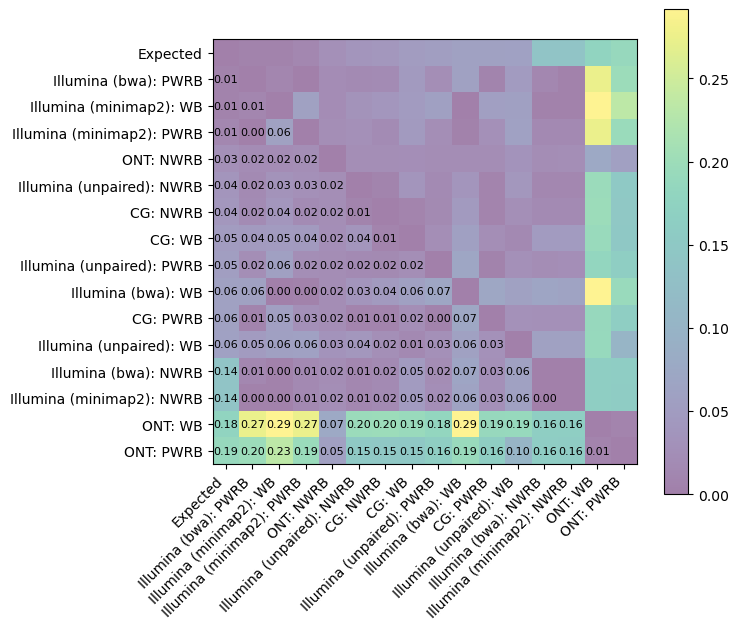 Expected
Illumina (bwa): PWRB 0.01
Illumina (minimap2): WB 0.01 0.01
Illumina (minimap2): PWRB 0.01 0.00 0.06
ONT: NWRB 0.03 0.02 0.02 0.02
Illumina (unpaired): NWRB 0.04 0.02 0.03 0.03 0.02
CG: NWRB 0.04 0.02 0.04 0.02 0.02 0.01
CG: WB 0.05 0.04 0.05 0.04 0.02 0.04 0.01
Illumina (unpaired): PWRB 0.05 0.02 0.06 0.02 0.02 0.02 0.02 0.02
Illumina (bwa): WB 0.06 0.06 0.00 0.00 0.02 0.03 0.04 0.06 0.07
CG: PWRB 0.06 0.01 0.05 0.03 0.02 0.01 0.01 0.02 0.00 0.07
Illumina (unpaired): WB 0.06 0.05 0.06 0.06 0.03 0.04 0.02 0.01 0.03 0.06 0.03
Illumina (bwa): NWRB 0.14 0.01 0.00 0.01 0.02 0.01 0.02 0.05 0.02 0.07 0.03 0.06
Illumina (minimap2): NWRB 0.14 0.00 0.00 0.01 0.02 0.01 0.02 0.05 0.02 0.06 0.03 0.06 0.00
ONT: WB 0.18 0.27 0.29 0.27 0.07 0.20 0.20 0.19 0.18 0.29 0.19 0.19 0.16 0.16
ONT: PWRB 0.19 0.20 0.23 0.19 0.05 0.15 0.15 0.15 0.16 0.19 0.16 0.10 0.16 0.16 0.01
Expected
Illumina (bwa): PWRB
Illumina (minimap2): WB
Illumina (minimap2): PWRB
ONT: NWRB
Illumina (unpaired): NWRB
CG: NWRB
CG: WB
Illumina (unpaired): PWRB
Illumina (bwa): WB
CG: PWRB
Illumina (unpaired): WB
Illumina (bwa): NWRB
Illumina (minimap2): NWRB
ONT: WB
ONT: PWRB
0.25
0.20
0.15
0.10
0.05
0.00